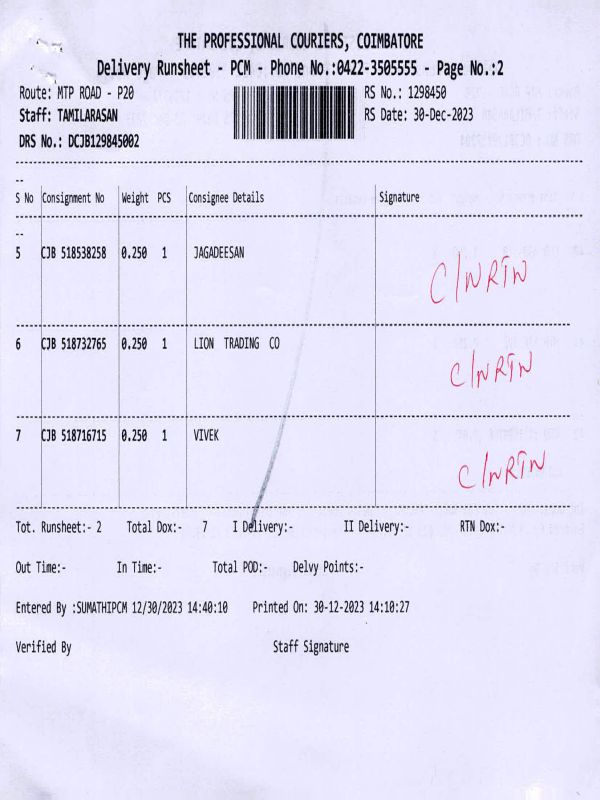 THE PROFESSIONAL COURIERS, COIMBATORE
Delivery Runsheet - PCM - Phone No.:0422-3505555 - Page No.:2
Route: MTP ROAD - P20 RS No.: 1298450
Staff: TAMILARASAN RS Date: 30-Dec-2023
DRS No.: DCJB129845002
--
S No Consignment No Weight PCS Consignee Details Signature
--
5 CJB 518538258 0.250 1 JAGADEESAN C/NRTN
6 CJB 518732765 0.250 1 LION TRADING CO C/NRTN
7 CJB 518716715 0.250 1 VIVEK C/NRTN
Tot. Runsheet:- 2 Total Dox:- 7 I Delivery:- II Delivery:- RTN Dox:-
Out Time:- In Time:- Total POD:- Delvy Points:-
Entered By :SUMATHIPCM 12/30/2023 14:40:10 Printed On: 30-12-2023 14:10:27
Verified By Staff Signature